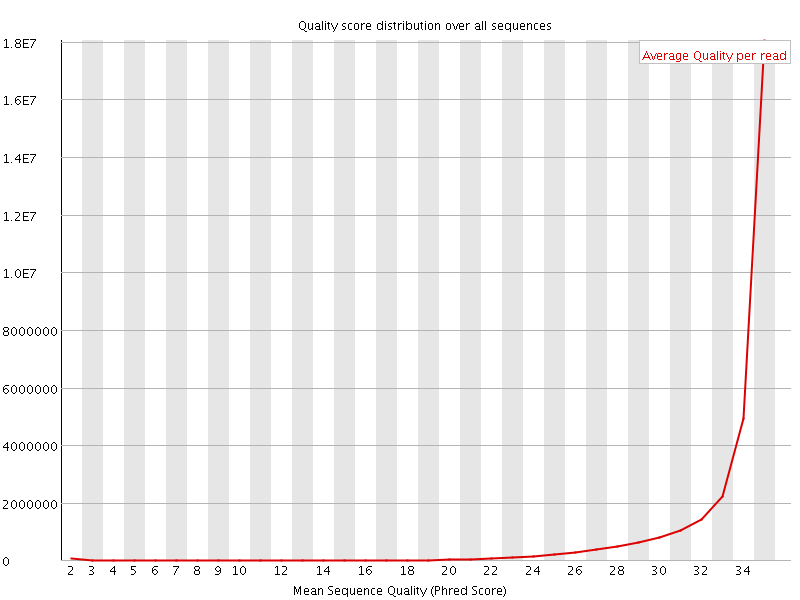 Quality score distribution over all sequences
Average Quality per read
1.8E7
1.6E7
1.4E7
1.2E7
1.0E7
8000000
6000000
4000000
2000000
0
2 3 4 5 6 7 8 9 10 12 14 16 18 20 22 24 26 28 30 32 34
Mean Sequence Quality (Phred Score)